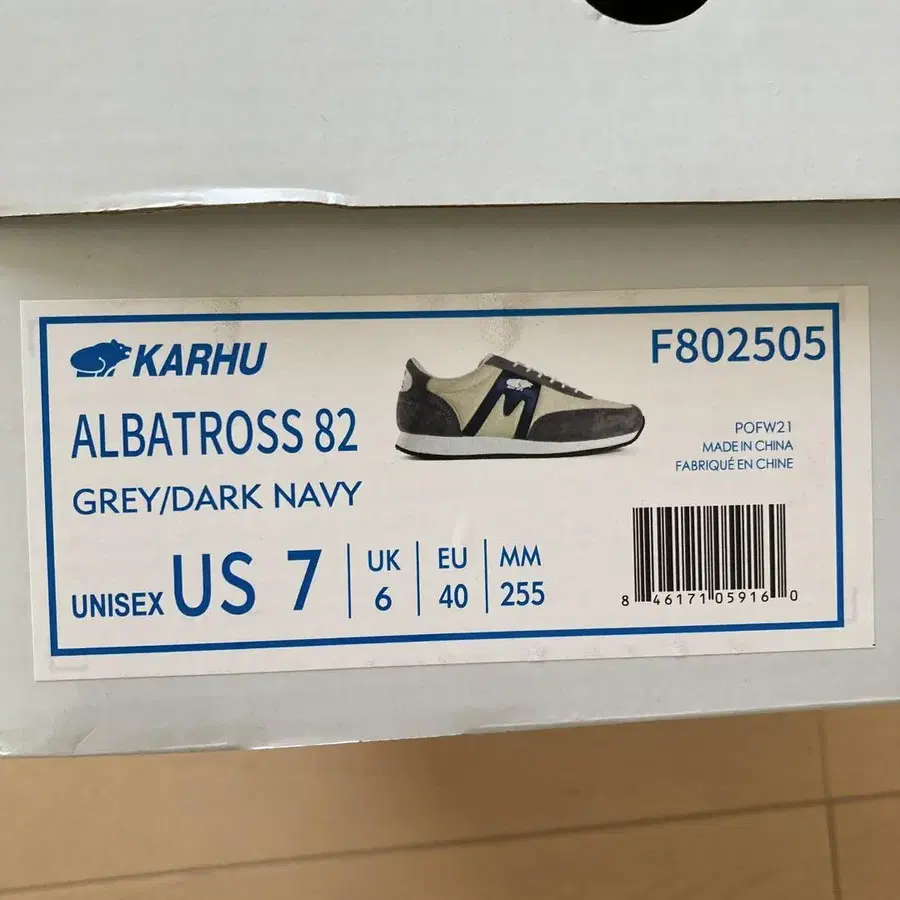 KARHU
F802505
ALBATROSS 82
GREY/DARK NAVY
POFW21
MADE IN CHINA
FABRIQUÉ EN CHINE
UNISEX US 7
UK 6
EU 40
MM 255
8 46171 05916 0